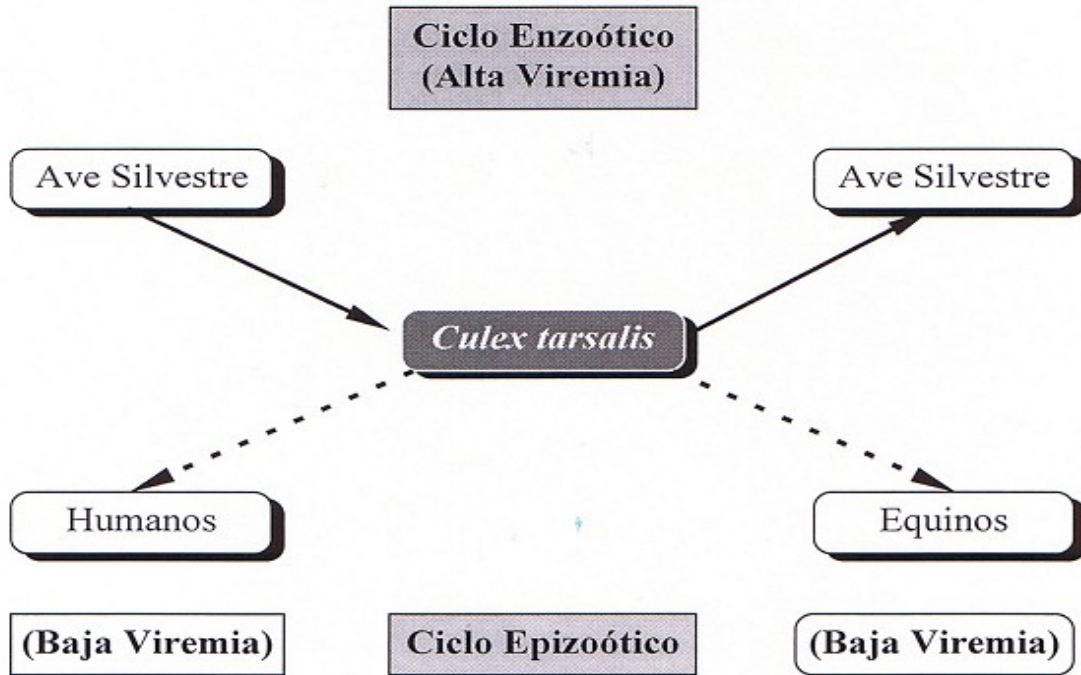 Ciclo Enzoótico
(Alta Viremia)
Ave Silvestre
Ave Silvestre
Culex tarsalis
Humanos
Equinos
(Baja Viremia)
Ciclo Epizoótico
(Baja Viremia)